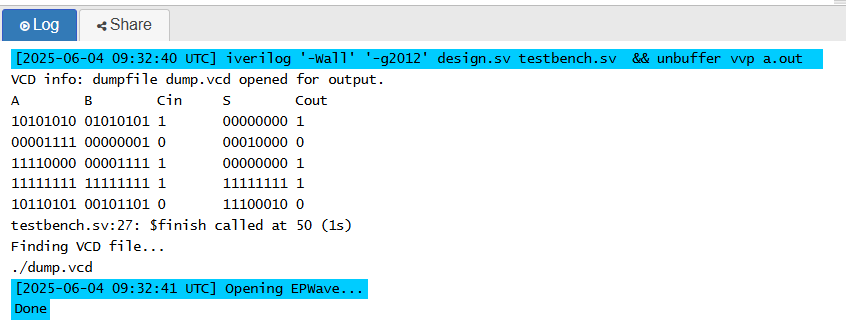 Log Share
[2025-06-04 09:32:40 UTC] iverilog '-Wall' '-g2012' design.sv testbench.sv  && unbuffer vvp a.out
VCD info: dumpfile dump.vcd opened for output.
A        B        Cin     S        Cout
10101010 01010101 1       00000000 1
00001111 00000001 0       00010000 0
11110000 00001111 1       00000000 1
11111111 11111111 1       11111111 1
10110101 00101101 0       11100010 0
testbench.sv:27: $finish called at 50 (1s)
Finding VCD file...
./dump.vcd
[2025-06-04 09:32:41 UTC] Opening EPWave...
Done